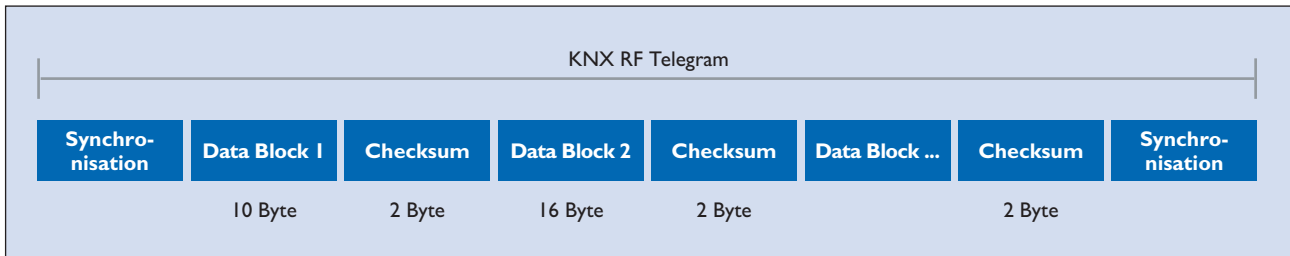 KNX RF Telegram
Synchro-
nisation
Data Block 1
Checksum
Data Block 2
Checksum
Data Block ...
Checksum
Synchro-
nisation
10 Byte
2 Byte
16 Byte
2 Byte
2 Byte